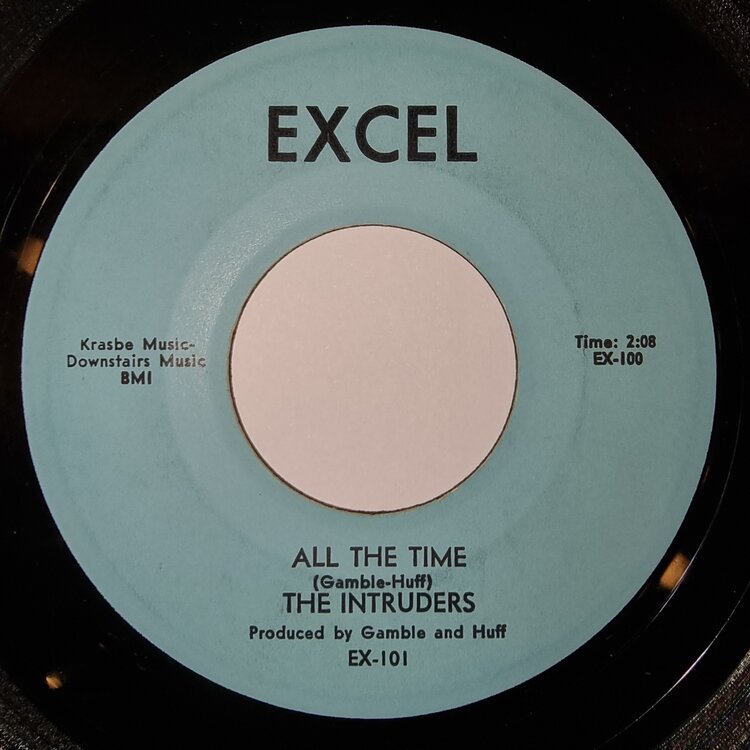 EXCEL
Krasbe Music-
Downstairs Music
BMI
Time: 2:08
EX-100
ALL THE TIME
(Gamble-Huff)
THE INTRUDERS
Produced by Gamble and Huff
EX-101